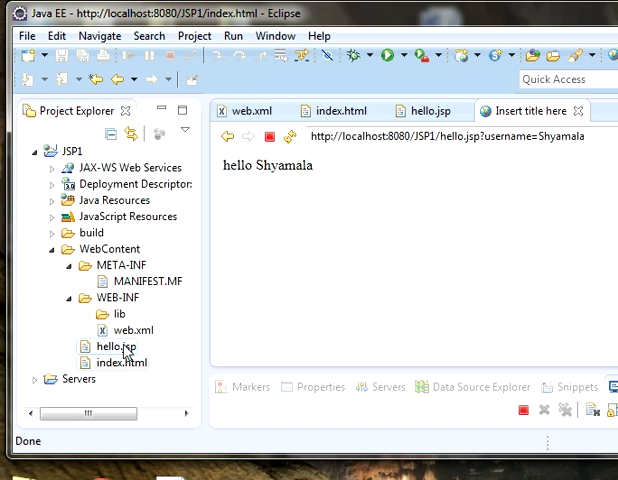 Java EE - http://localhost:8080/JSP1/index.html - Eclipse
File Edit Navigate Search Project Run Window Help
Quick Access
Project Explorer
web.xml index.html hello.jsp Insert title here
http://localhost:8080/JSP1/hello.jsp?username=Shyamala
hello Shyamala
JSP1
JAX-WS Web Services
Deployment Descriptor:
Java Resources
JavaScript Resources
build
WebContent
META-INF
MANIFEST.MF
WEB-INF
lib
web.xml
hello.jsp
index.html
Servers
Markers Properties Servers Data Source Explorer Snippets
Done